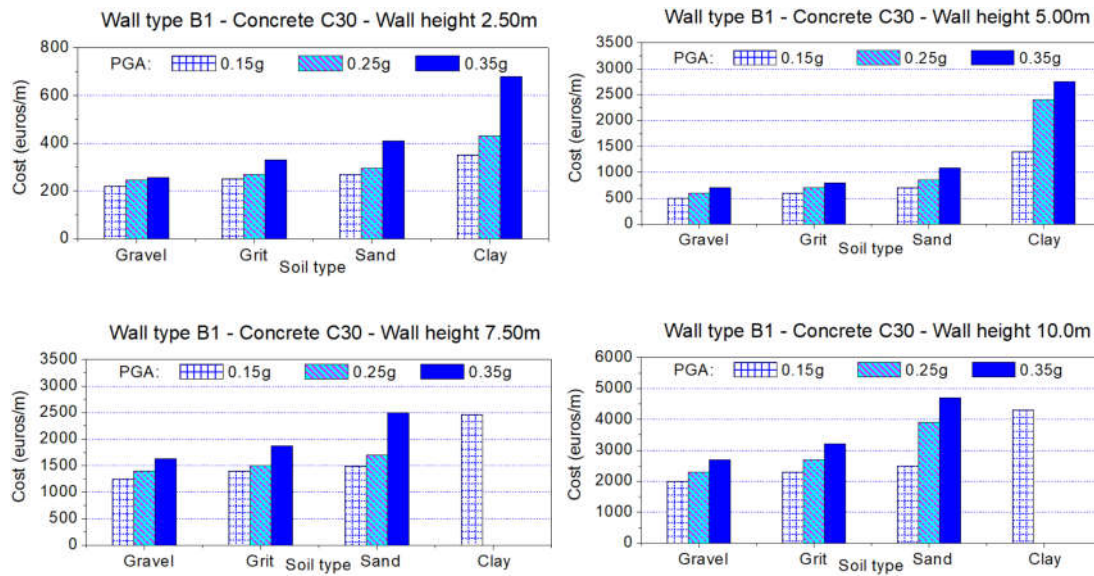 Wall type B1 - Concrete C30 - Wall height 2.50m
PGA: 0.15g 0.25g 0.35g
Cost (euros/m)
800
600
400
200
0
Gravel Grit Sand Clay
Soil type
Wall type B1 - Concrete C30 - Wall height 5.00m
PGA: 0.15g 0.25g 0.35g
Cost (euros/m)
3500
3000
2500
2000
1500
1000
500
0
Gravel Grit Sand Clay
Soil type
Wall type B1 - Concrete C30 - Wall height 7.50m
PGA: 0.15g 0.25g 0.35g
Cost (euros/m)
3500
3000
2500
2000
1500
1000
500
0
Gravel Grit Sand Clay
Soil type
Wall type B1 - Concrete C30 - Wall height 10.0m
PGA: 0.15g 0.25g 0.35g
Cost (euros/m)
6000
5000
4000
3000
2000
1000
0
Gravel Grit Sand Clay
Soil type